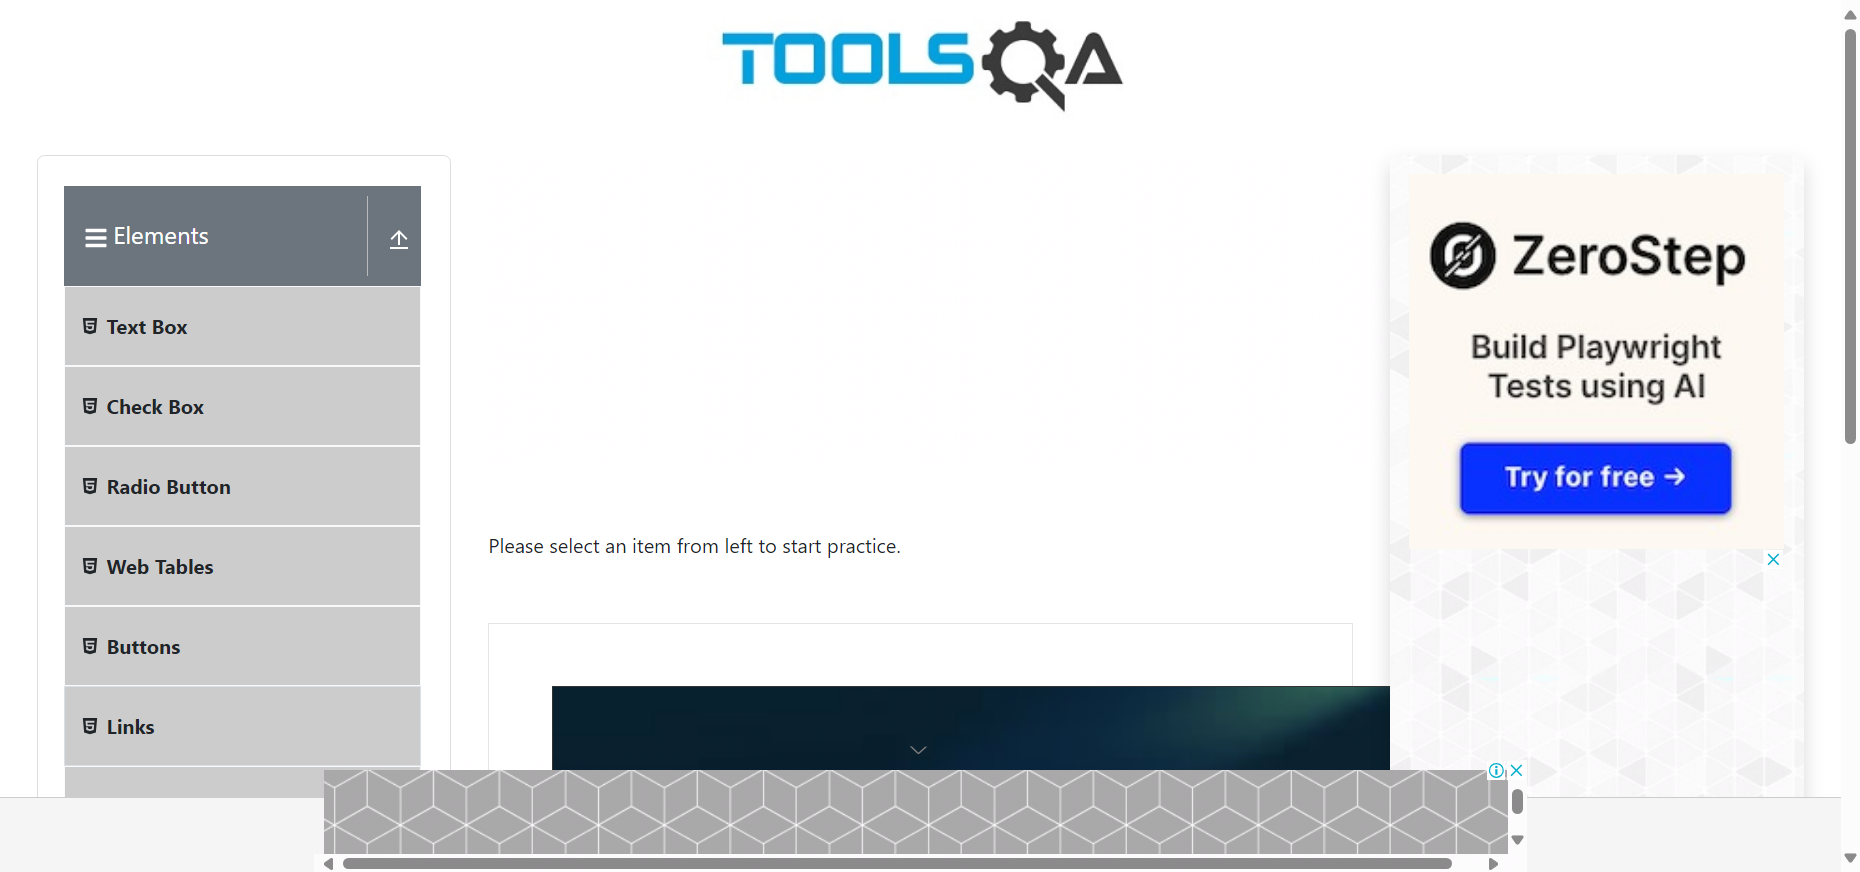 TOOLSQA
Elements
Text Box
Check Box
Radio Button
Web Tables
Buttons
Links
Please select an item from left to start practice.
ZeroStep
Build Playwright
Tests using AI
Try for free →